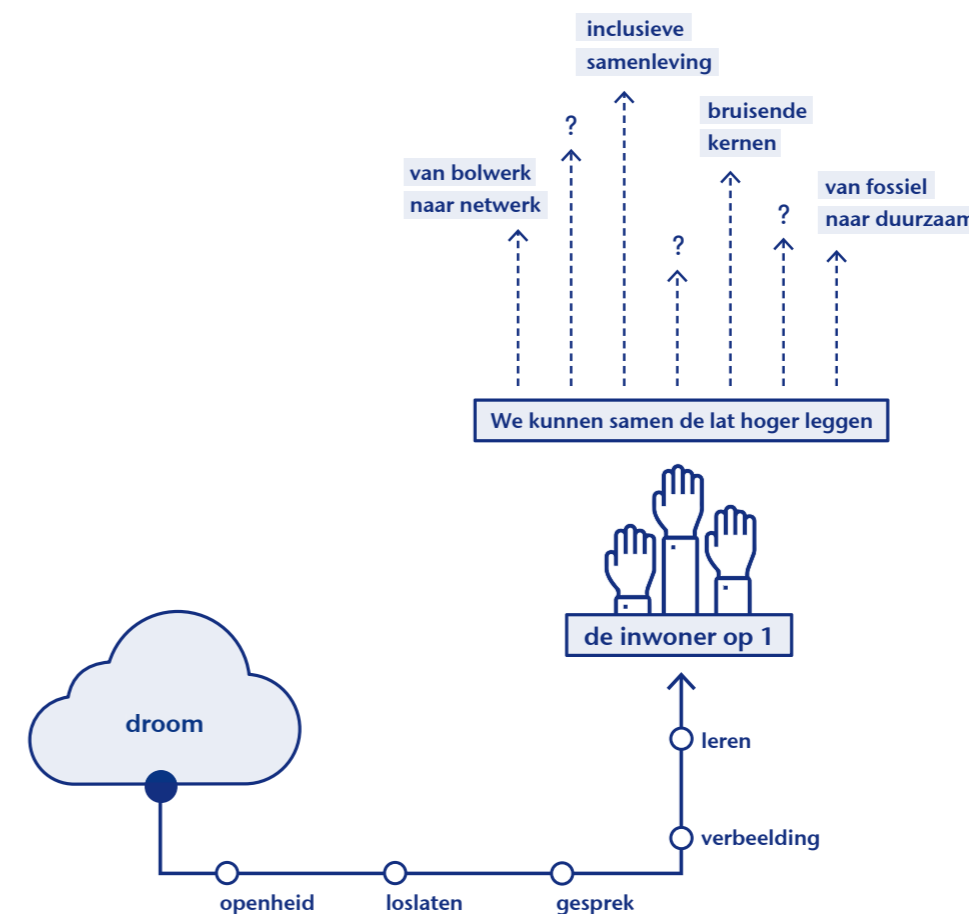 inclusieve
samenleving
?
bruisende
kernen
van bolwerk
naar netwerk
van fossiel
naar duurzaam
?
?
We kunnen samen de lat hoger leggen
de inwoner op 1
droom
leren
verbeelding
openheid
loslaten
gesprek